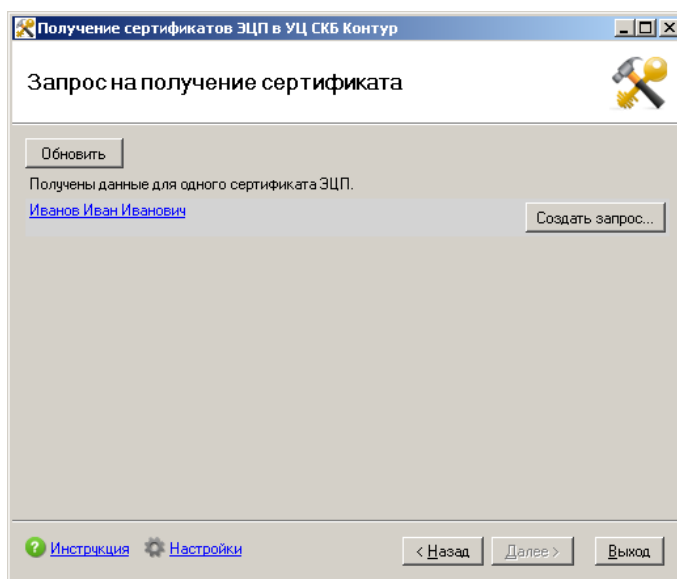 Получение сертификатов ЭЦП в УЦ СКБ Контур
Запрос на получение сертификата
Обновить
Получены данные для одного сертификата ЭЦП.
Иванов Иван Иванович Создать запрос...
Инструкция Настройки < Назад Далее > Выход